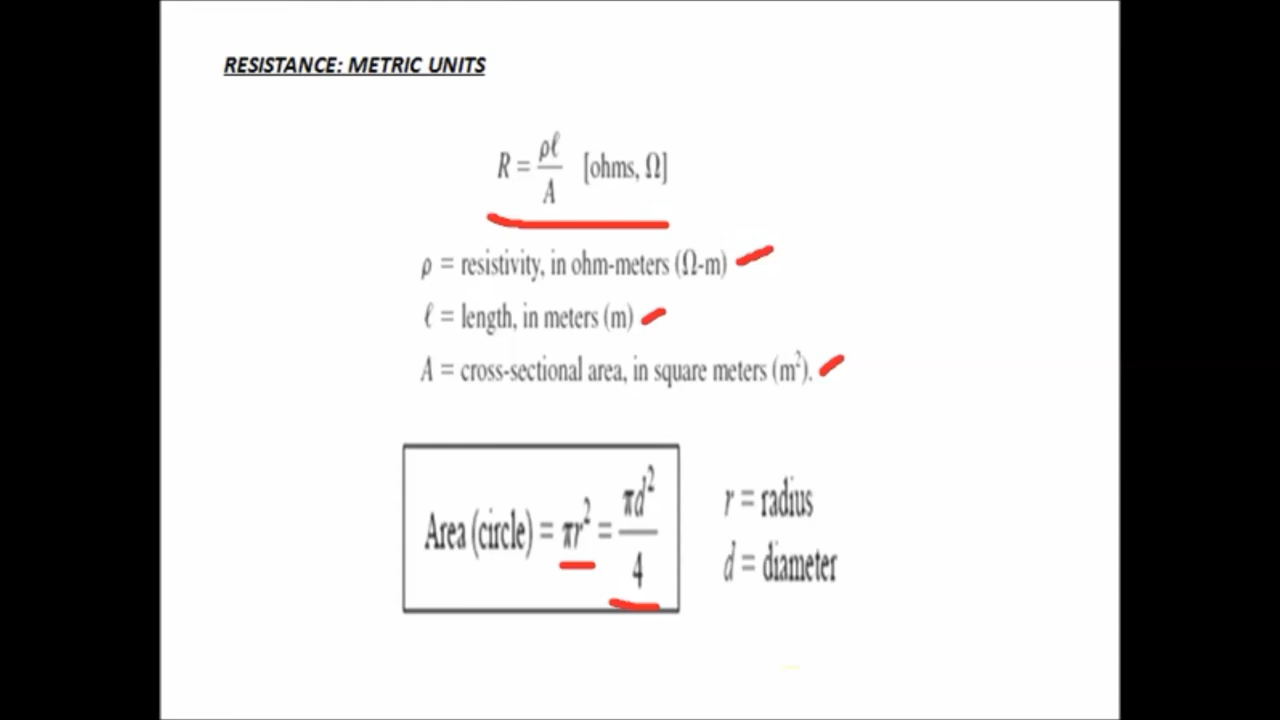 RESISTANCE: METRIC UNITS
R = ρℓ/A [ohms, Ω]
ρ = resistivity, in ohm-meters (Ω-m)
ℓ = length, in meters (m)
A = cross-sectional area, in square meters (m²).
Area (circle) = πr² = πd²/4
r = radius
d = diameter